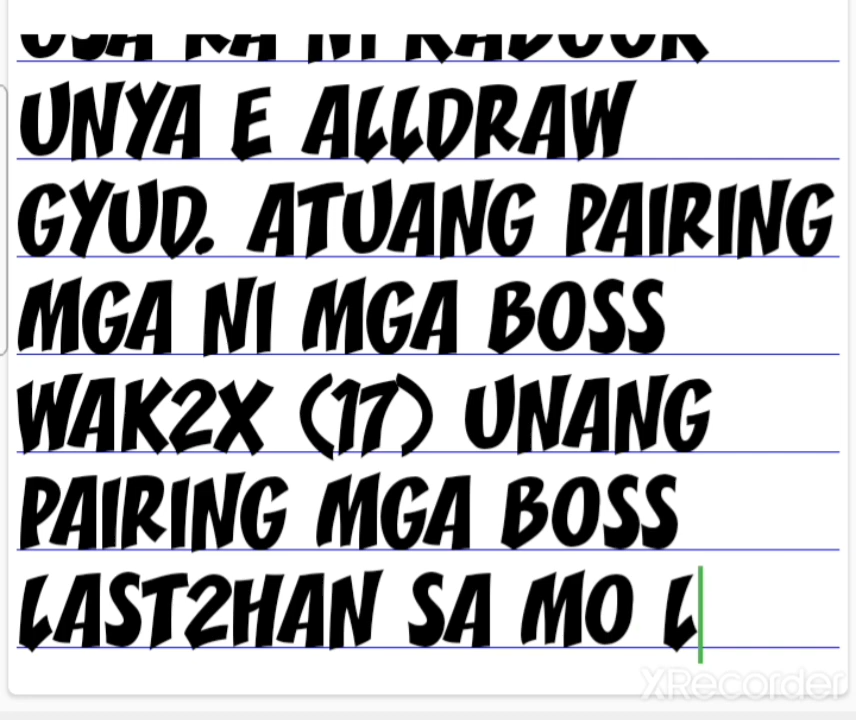 UNYA E ALLDRAW
GYUD. ATUANG PAIRING
MGA NI MGA BOSS
WAK2X (17) UNANG
PAIRING MGA BOSS
LAST2HAN SA MO L
XRecorder